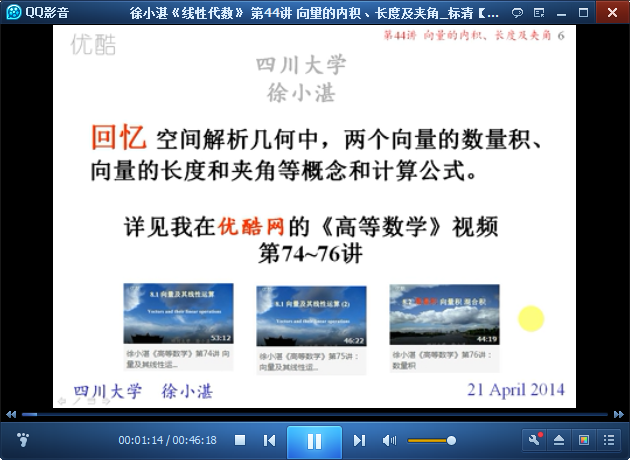 QQ影音
徐小湛《线性代数》 第44讲 向量的内积、长度及夹角_标清【...
优酷
第44讲 向量的内积、长度及夹角 6
四川大学
徐小湛
回忆 空间解析几何中，两个向量的数量积、
向量的长度和夹角等概念和计算公式。
详见我在优酷网的《高等数学》视频
第74~76讲
8.1 向量及其线性运算
Vectors and their linear operations
53:12
8.1 向量及其线性运算 (2)
Vectors and their linear operations
46:22
8.2 数量积 向量积 混合积
44:19
徐小湛《高等数学》第74讲 向
量及其线性运...
徐小湛《高等数学》第75讲：
向量及其线性运...
徐小湛《高等数学》第76讲：
数量积
四川大学 徐小湛
21 April 2014
00:01:14 / 00:46:18